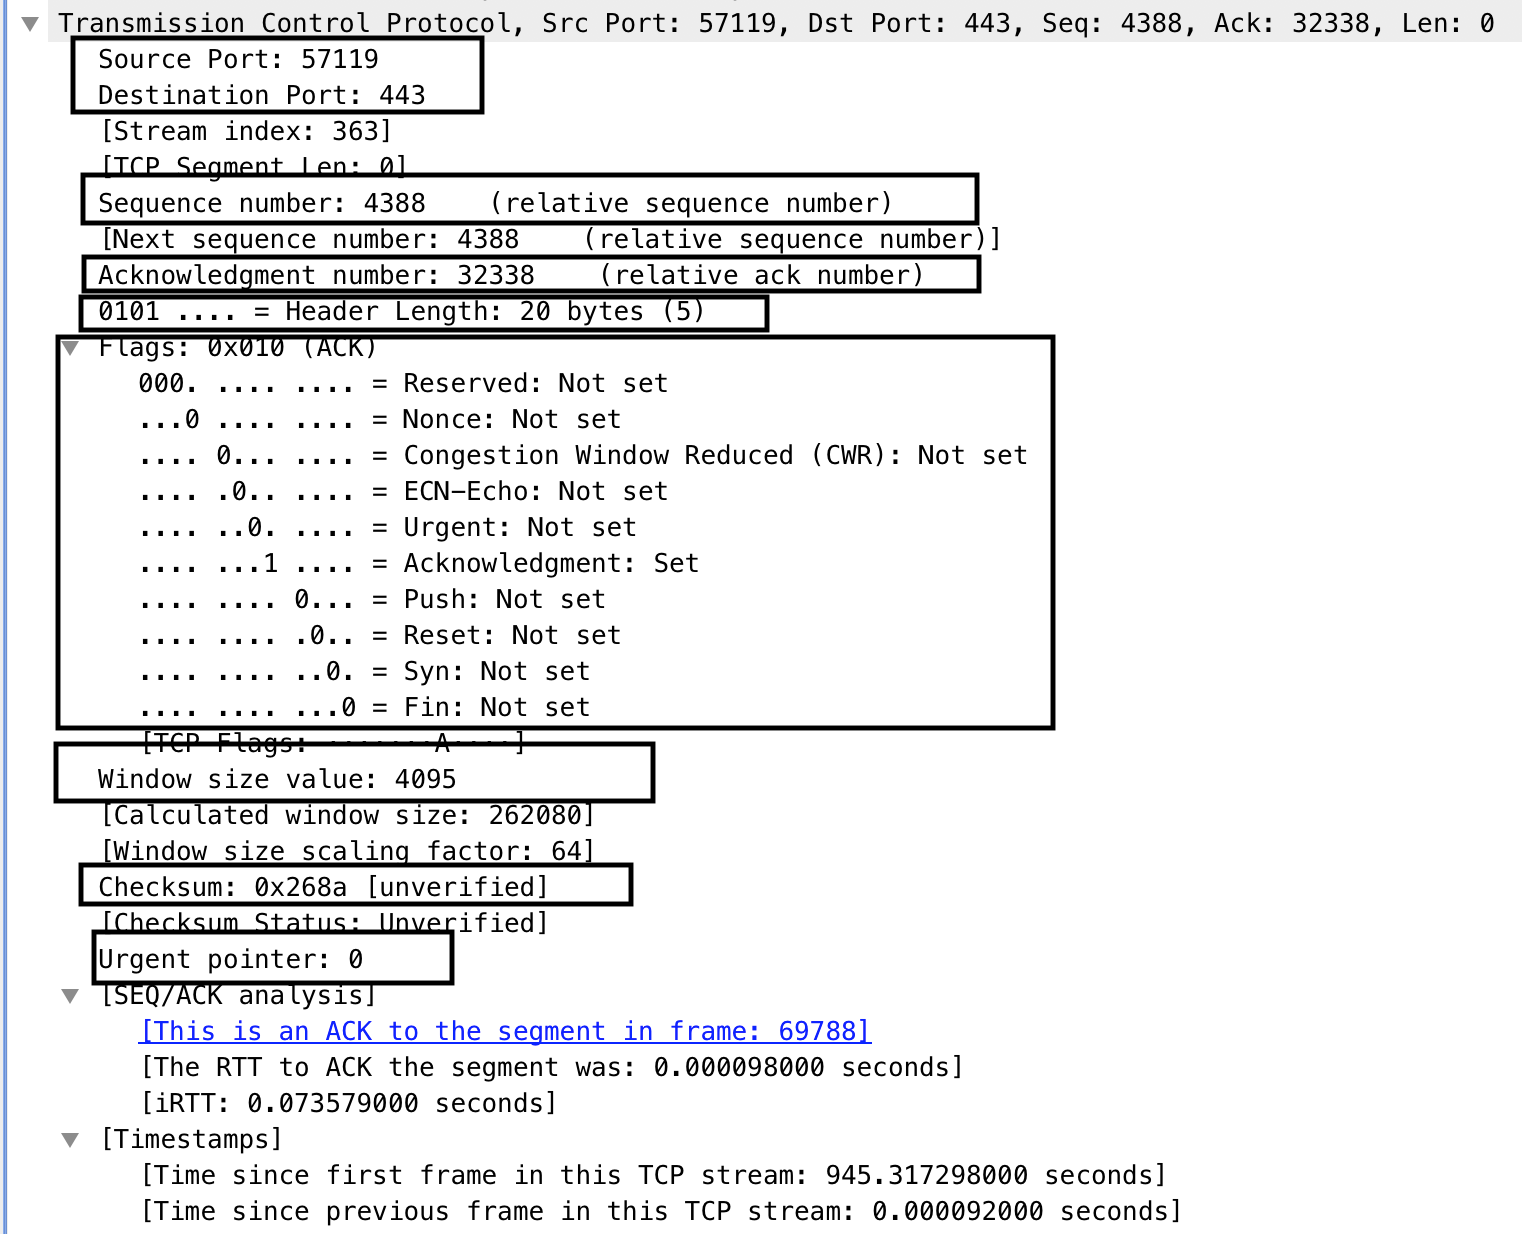 Transmission Control Protocol, Src Port: 57119, Dst Port: 443, Seq: 4388, Ack: 32338, Len: 0
Source Port: 57119
Destination Port: 443
[Stream index: 363]
[TCP Segment Len: 0]
Sequence number: 4388    (relative sequence number)
[Next sequence number: 4388    (relative sequence number)]
Acknowledgment number: 32338    (relative ack number)
0101 .... = Header Length: 20 bytes (5)
Flags: 0x010 (ACK)
000. .... .... = Reserved: Not set
...0 .... .... = Nonce: Not set
.... 0... .... = Congestion Window Reduced (CWR): Not set
.... .0.. .... = ECN-Echo: Not set
.... ..0. .... = Urgent: Not set
.... ...1 .... = Acknowledgment: Set
.... .... 0... = Push: Not set
.... .... .0.. = Reset: Not set
.... .... ..0. = Syn: Not set
.... .... ...0 = Fin: Not set
[TCP Flags: ·······A····]
Window size value: 4095
[Calculated window size: 262080]
[Window size scaling factor: 64]
Checksum: 0x268a [unverified]
[Checksum Status: Unverified]
Urgent pointer: 0
[SEQ/ACK analysis]
[This is an ACK to the segment in frame: 69788]
[The RTT to ACK the segment was: 0.000098000 seconds]
[iRTT: 0.073579000 seconds]
[Timestamps]
[Time since first frame in this TCP stream: 945.317298000 seconds]
[Time since previous frame in this TCP stream: 0.000092000 seconds]